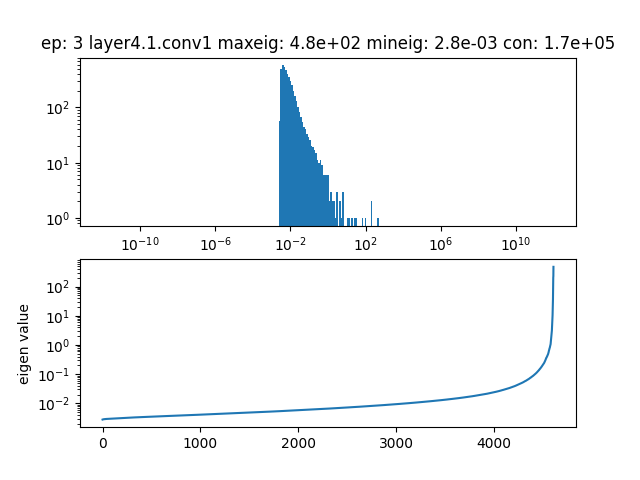 ep: 3 layer4.1.conv1 maxeig: 4.8e+02 mineig: 2.8e-03 con: 1.7e+05
10²
10¹
10⁰
10⁻¹⁰ 10⁻⁶ 10⁻² 10² 10⁶ 10¹⁰
eigen value
10²
10¹
10⁰
10⁻¹
10⁻²
0 1000 2000 3000 4000